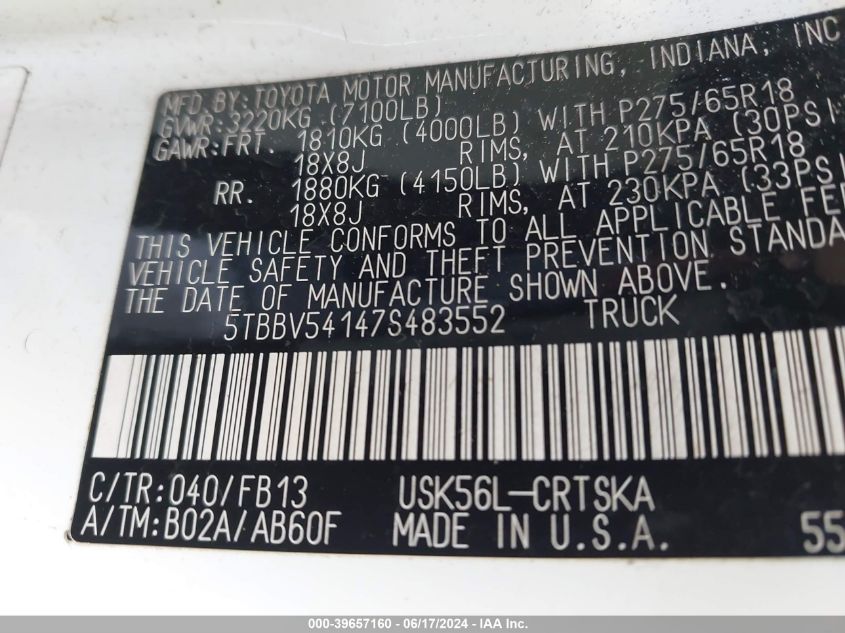 MFD. BY: TOYOTA MOTOR MANUFACTURING, INDIANA, INC
GVWR: 3220KG (7100LB)
GAWR: FRT. 1810KG (4000LB) WITH P275/65R18
18X8J RIMS, AT 210KPA (30PSI
RR. 1880KG (4150LB) WITH P275/65R18
18X8J RIMS, AT 230KPA (33PSI
THIS VEHICLE CONFORMS TO ALL APPLICABLE FE
VEHICLE SAFETY AND THEFT PREVENTION STANDA
THE DATE OF MANUFACTURE SHOWN ABOVE.
5TBBV54147S483552 TRUCK
C/TR: 040/FB13 USK56L-CRTSKA
A/TM: B02A/AB60F MADE IN U.S.A. 55
000-39657160 - 06/17/2024 - IAA Inc.